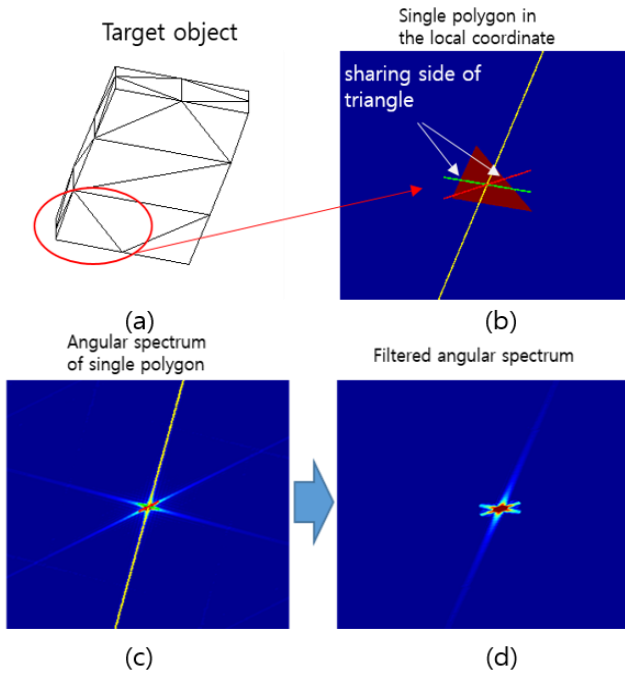 Target object
Single polygon in
the local coordinate
sharing side of
triangle
(a)
(b)
Angular spectrum
of single polygon
Filtered angular spectrum
(c)
(d)